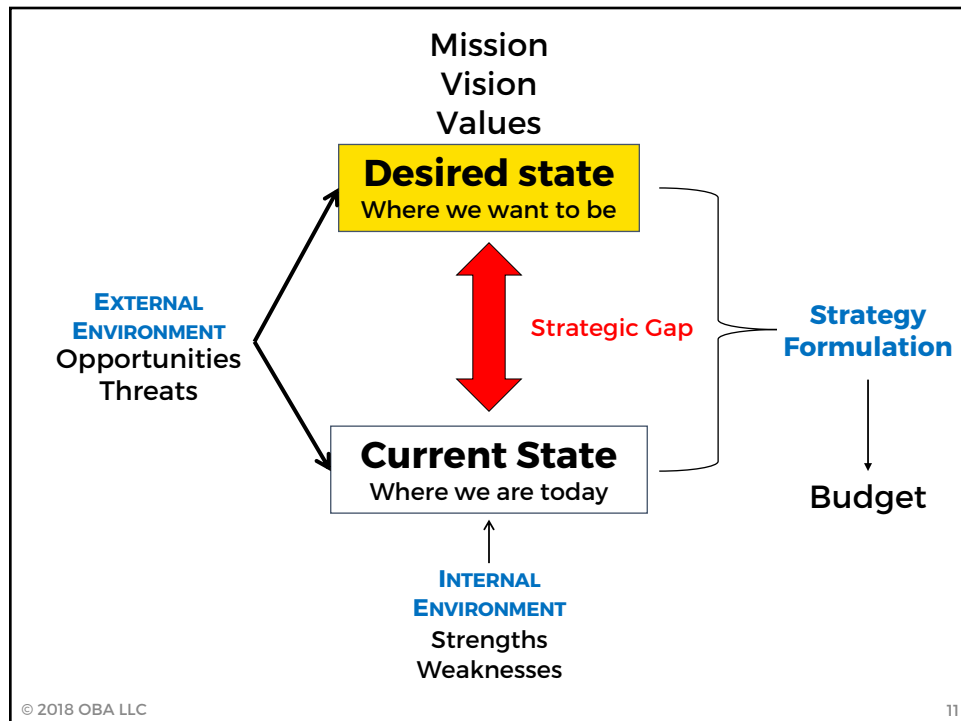 Mission
Vision
Values
Desired state
Where we want to be
EXTERNAL
ENVIRONMENT
Opportunities
Threats
Strategic Gap
Strategy
Formulation
Current State
Where we are today
Budget
INTERNAL
ENVIRONMENT
Strengths
Weaknesses
© 2018 OBA LLC
11